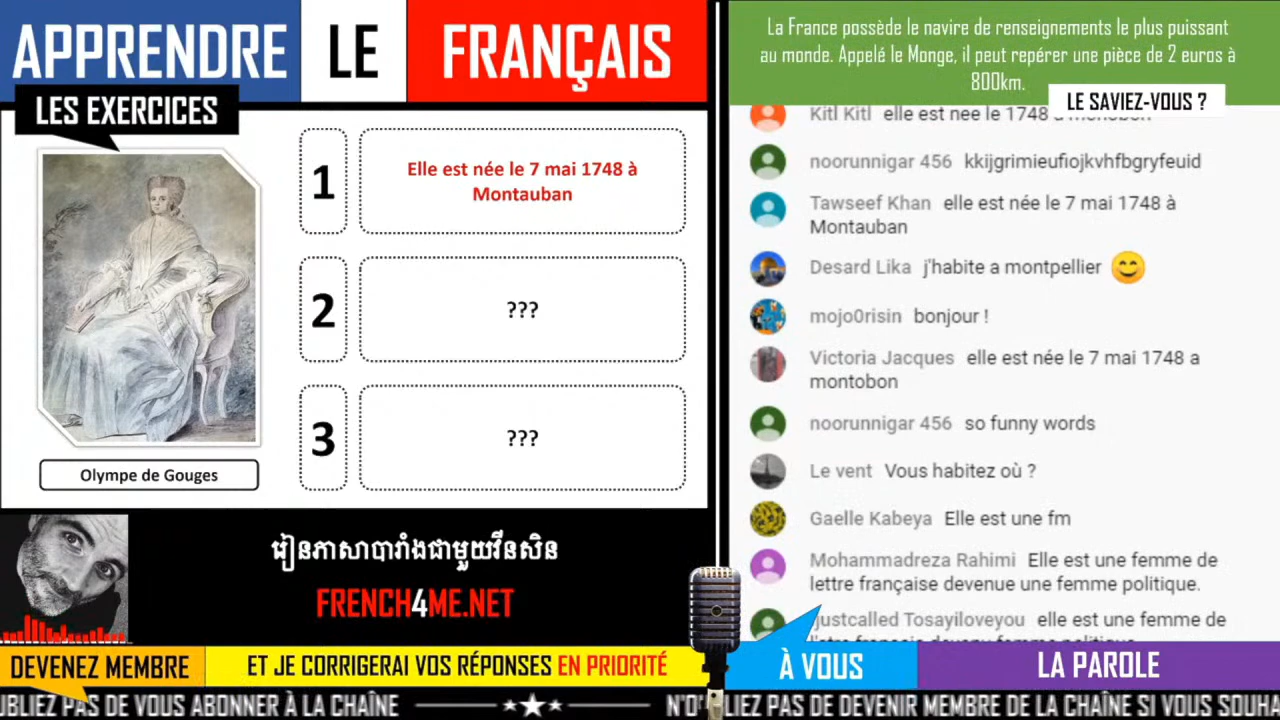 APPRENDRE LE FRANÇAIS
LES EXERCICES
1
Elle est née le 7 mai 1748 à
Montauban
2
???
3
???
Olympe de Gouges
រៀនភាសាបារាំងជាមួយវីនសិន
FRENCH4ME.NET
DEVENEZ MEMBRE
ET JE CORRIGERAI VOS RÉPONSES EN PRIORITÉ
La France possède le navire de renseignements le plus puissant
au monde. Appelé le Monge, il peut repérer une pièce de 2 euros à
800km.
LE SAVIEZ-VOUS ?
Kitl Kitl elle est nee le 1748 a montobon
noorunnigar 456 kkijgrimieufiojkvhfbgryfeuid
Tawseef Khan elle est née le 7 mai 1748 à
Montauban
Desard Lika j'habite a montpellier
mojo0risin bonjour !
Victoria Jacques elle est née le 7 mai 1748 a
montobon
noorunnigar 456 so funny words
Le vent Vous habitez où ?
Gaelle Kabeya Elle est une fm
Mohammadreza Rahimi Elle est une femme de
lettre française devenue une femme politique.
justcalled Tosayiloveyou elle est une femme de
À VOUS
LA PAROLE
UBLIEZ PAS DE VOUS ABONNER À LA CHAÎNE
PAS DE DEVENIR MEMBRE DE LA CHAÎNE SI VOUS